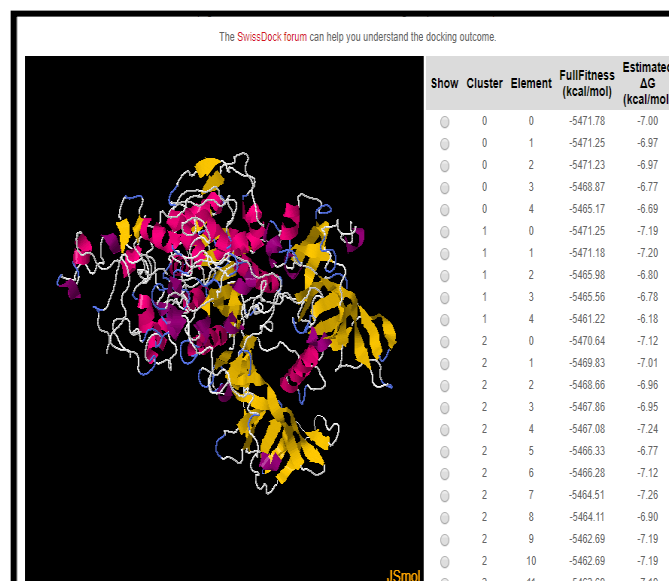 The SwissDock forum can help you understand the docking outcome.
Show Cluster Element FullFitness (kcal/mol) Estimated ΔG (kcal/mol)
0 0 -5471.78 -7.00
0 1 -5471.25 -6.97
0 2 -5471.23 -6.97
0 3 -5468.87 -6.77
0 4 -5465.17 -6.69
1 0 -5471.25 -7.19
1 1 -5471.18 -7.20
1 2 -5465.98 -6.80
1 3 -5465.56 -6.78
1 4 -5461.22 -6.18
2 0 -5470.64 -7.12
2 1 -5469.83 -7.01
2 2 -5468.66 -6.96
2 3 -5467.86 -6.95
2 4 -5467.08 -7.24
2 5 -5466.33 -6.77
2 6 -5466.28 -7.12
2 7 -5464.51 -7.26
2 8 -5464.11 -6.90
2 9 -5462.69 -7.19
2 10 -5462.69 -7.19
JSmol